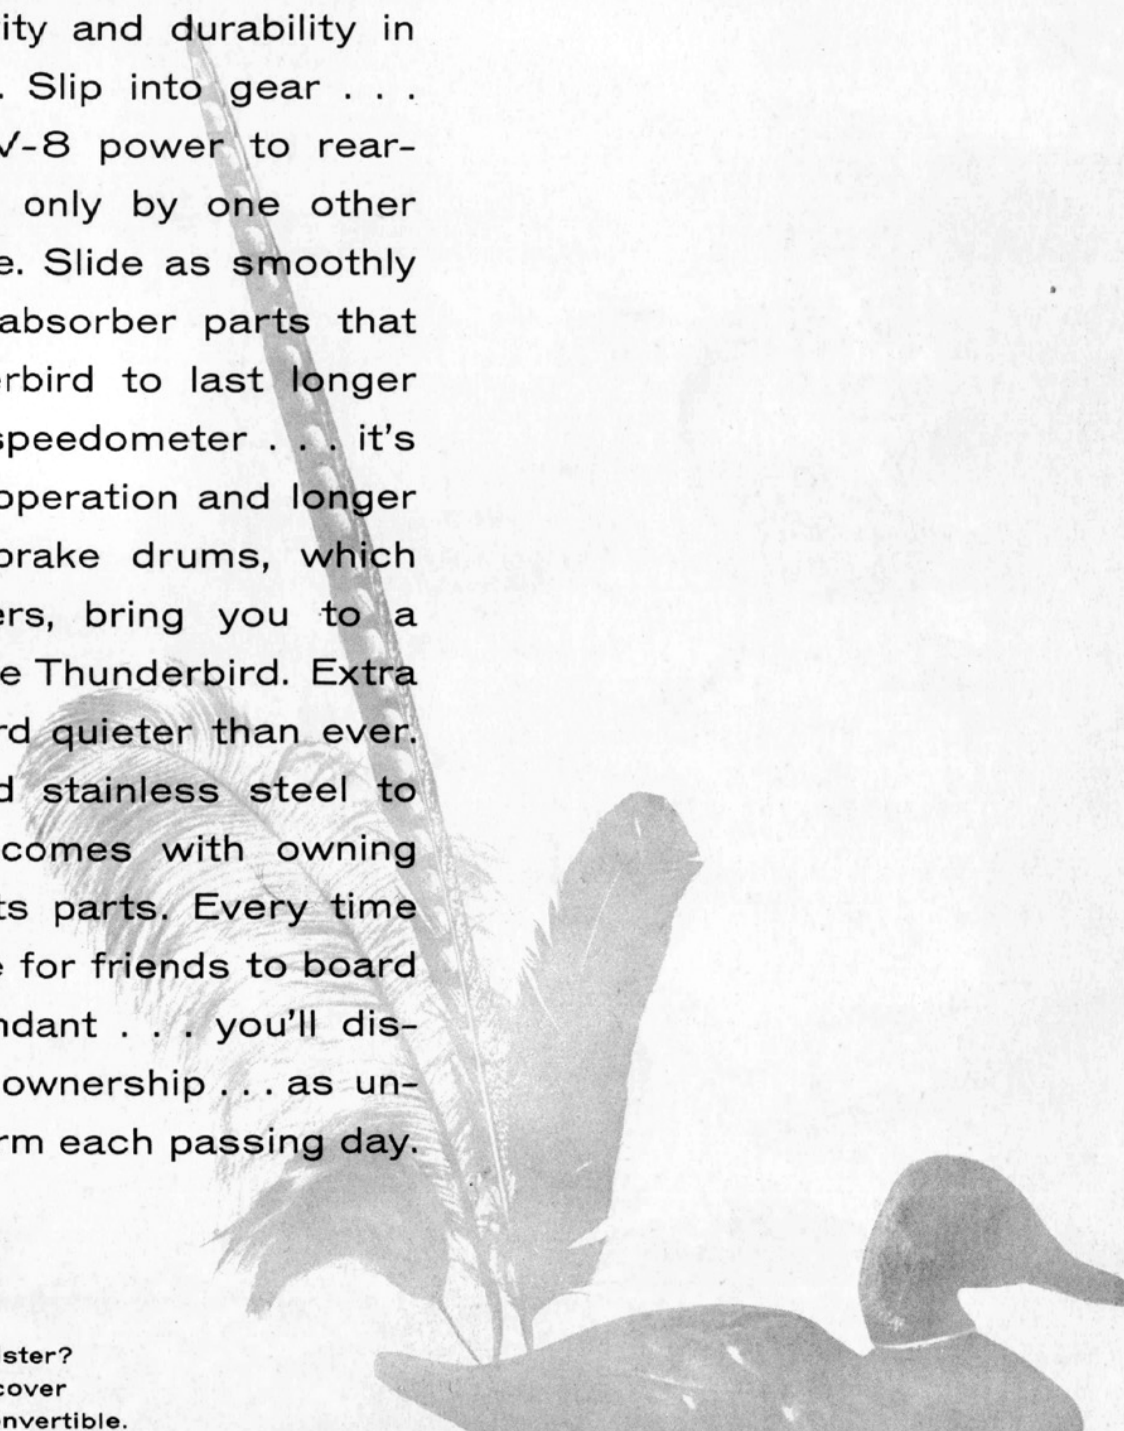 ity and durability in
. Slip into gear . . .
V-8 power to rear-
only by one other
e. Slide as smoothly
absorber parts that
erbird to last longer
speedometer . . . it's
operation and longer
brake drums, which
ers, bring you to a
e Thunderbird. Extra
rd quieter than ever.
d stainless steel to
comes with owning
ts parts. Every time
e for friends to board
ndant . . . you'll dis-
ownership . . . as un-
rm each passing day.
ster?
cover
nvertible.